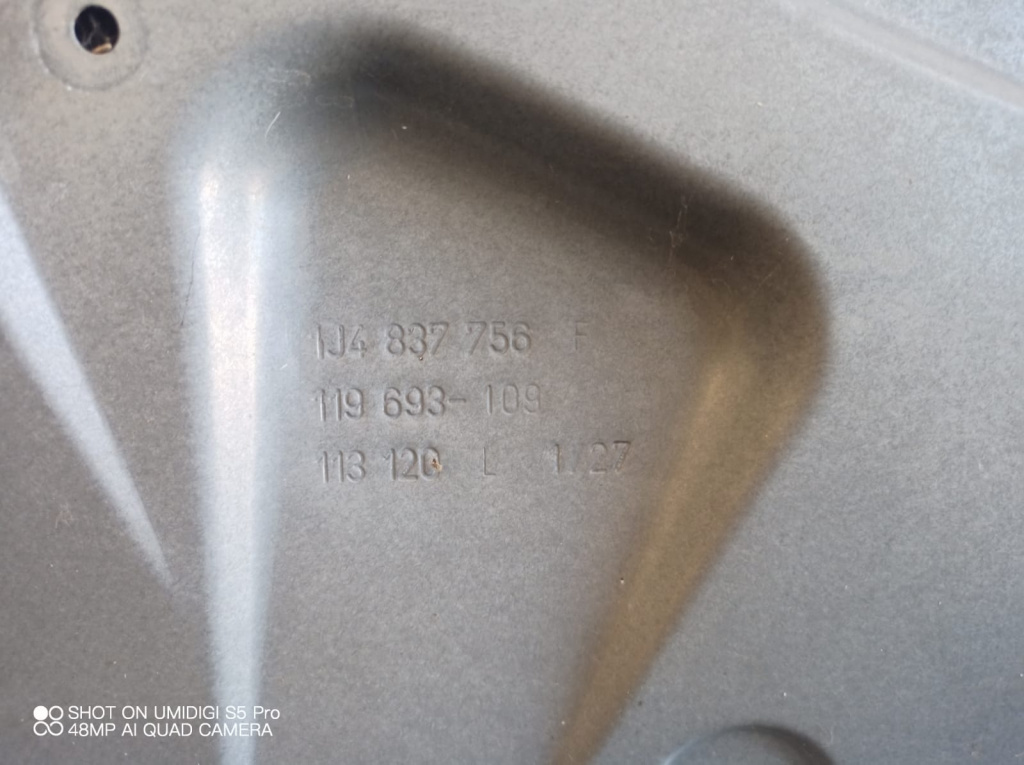 1J4 837 756 F
119 693-109
113 120 L 1/27
SHOT ON UMIDIGI S5 Pro
48MP AI QUAD CAMERA